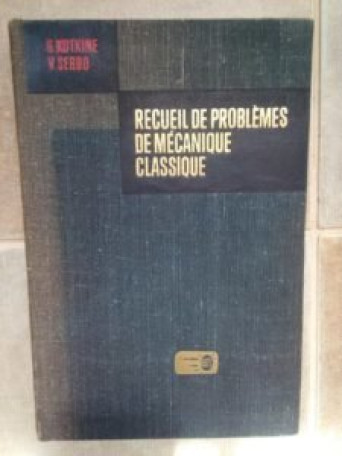 G. KOTKINE
V. SERBO
RECUEIL DE PROBLÈMES
DE MÉCANIQUE
CLASSIQUE